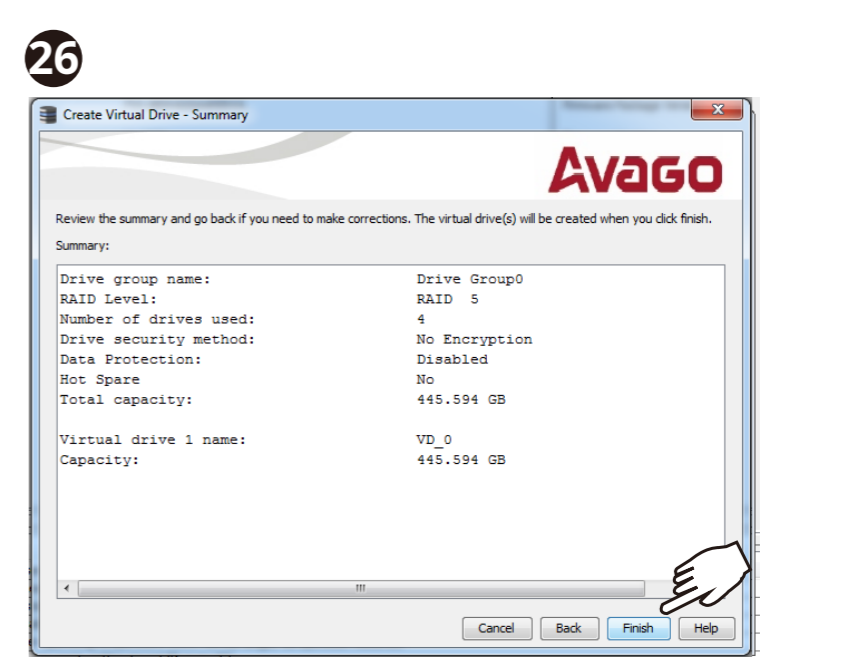 26
Create Virtual Drive - Summary
Avago
Review the summary and go back if you need to make corrections. The virtual drive(s) will be created when you click finish.
Summary:
Drive group name: Drive Group0
RAID Level: RAID 5
Number of drives used: 4
Drive security method: No Encryption
Data Protection: Disabled
Hot Spare No
Total capacity: 445.594 GB
Virtual drive 1 name: VD_0
Capacity: 445.594 GB
Cancel Back Finish Help